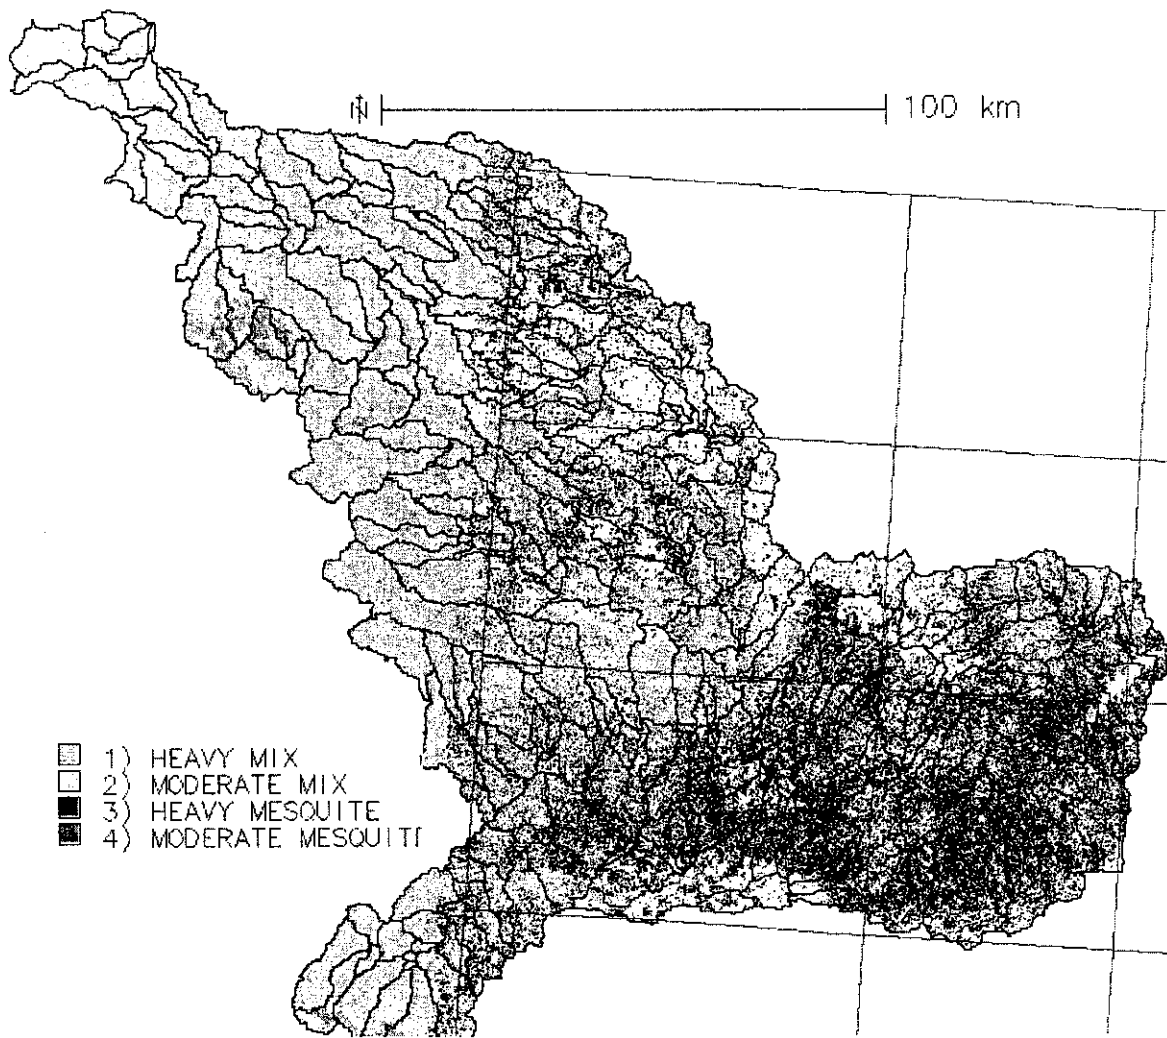 N 100 km
1) HEAVY MIX
2) MODERATE MIX
3) HEAVY MESQUITE
4) MODERATE MESQUITE